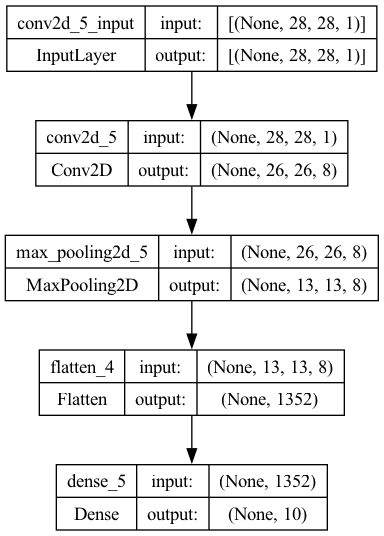 conv2d_5_input input: [(None, 28, 28, 1)]
InputLayer output: [(None, 28, 28, 1)]
conv2d_5 input: (None, 28, 28, 1)
Conv2D output: (None, 26, 26, 8)
max_pooling2d_5 input: (None, 26, 26, 8)
MaxPooling2D output: (None, 13, 13, 8)
flatten_4 input: (None, 13, 13, 8)
Flatten output: (None, 1352)
dense_5 input: (None, 1352)
Dense output: (None, 10)